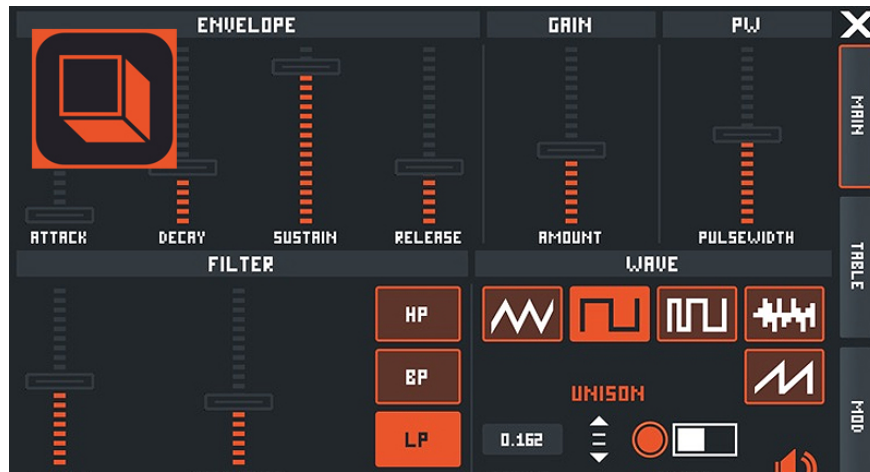 ENVELOPE
GAIN
PW
X
MAIN
ATTACK
DECAY
SUSTAIN
RELEASE
AMOUNT
PULSEWIDTH
TABLE
FILTER
WAVE
HP
BP
UNISON
LP
0.162
MOD